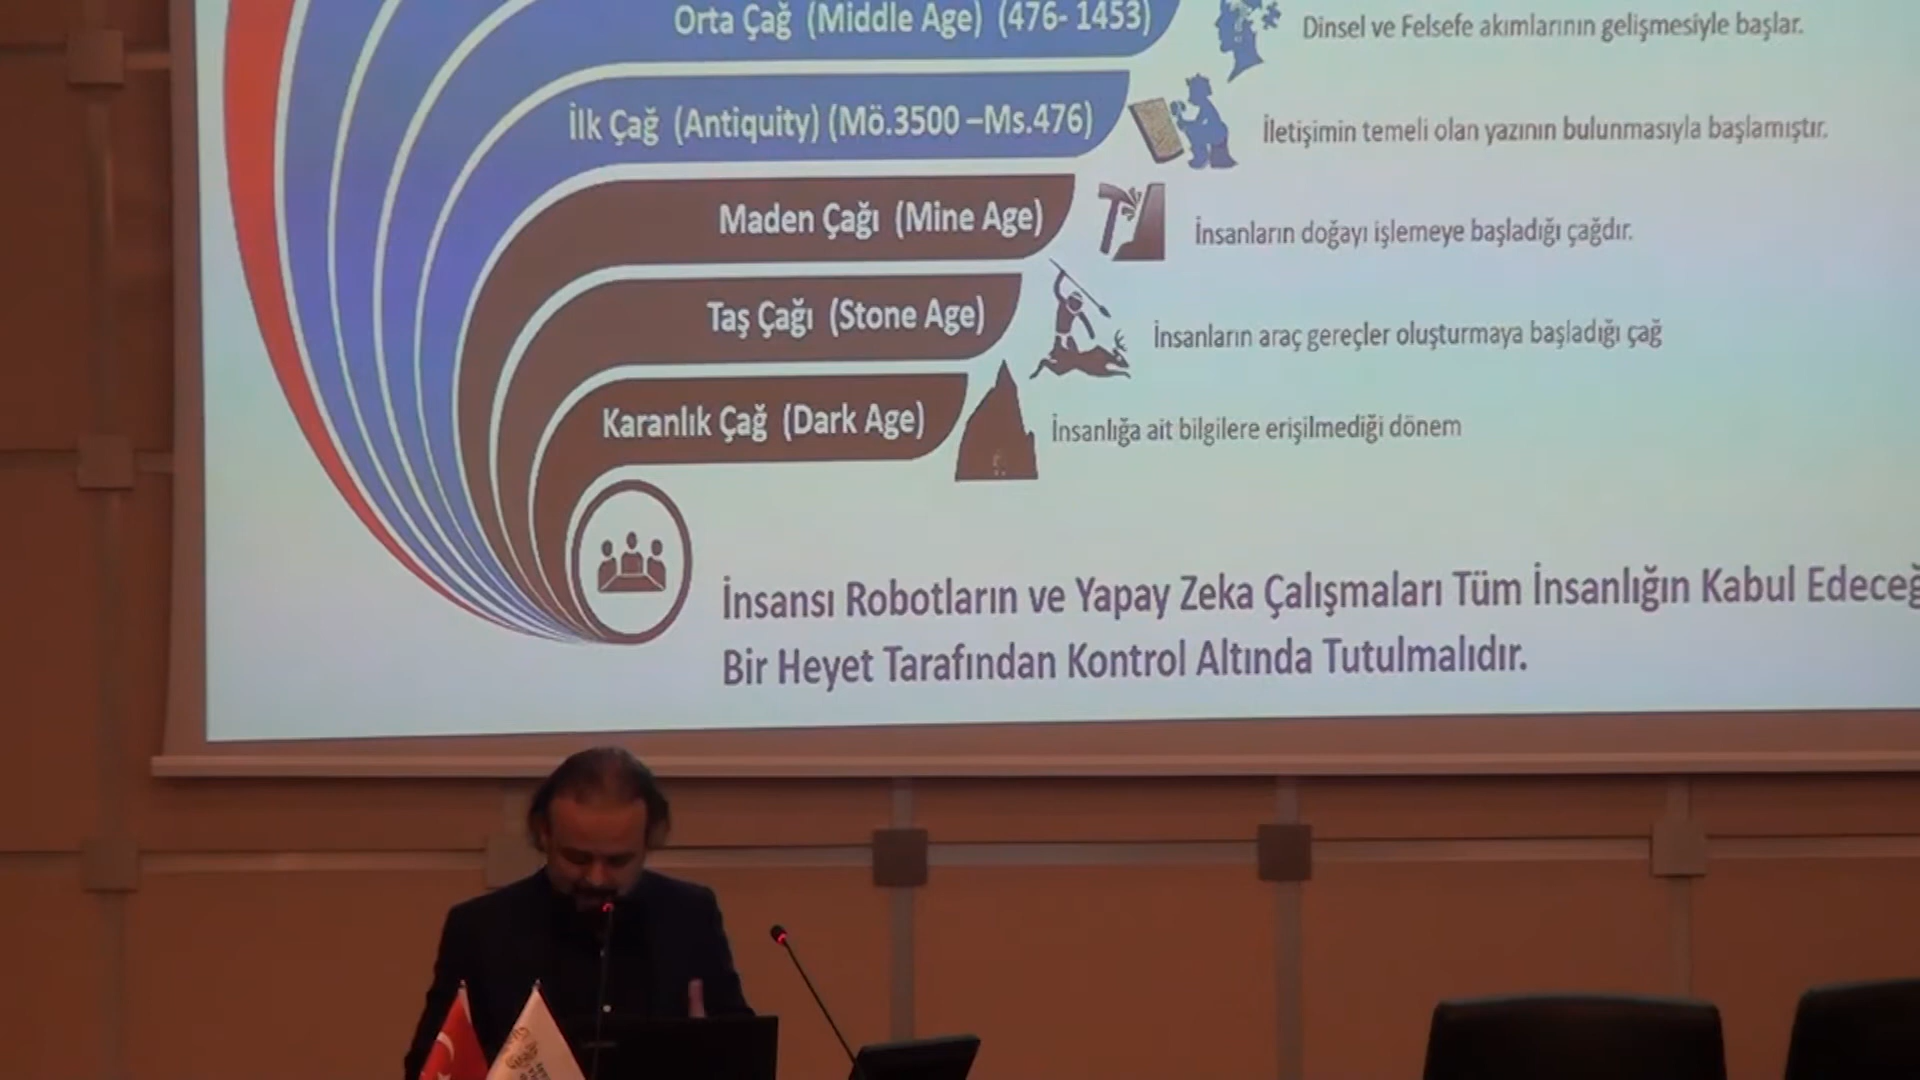 Orta Çağ (Middle Age) (476- 1453)
Dinsel ve Felsefe akımlarının gelişmesiyle başlar.
İlk Çağ (Antiquity) (Mö.3500 –Ms.476)
İletişimin temeli olan yazının bulunmasıyla başlamıştır.
Maden Çağı (Mine Age)
İnsanların doğayı işlemeye başladığı çağdır.
Taş Çağı (Stone Age)
İnsanların araç gereçler oluşturmaya başladığı çağ
Karanlık Çağ (Dark Age)
İnsanlığa ait bilgilere erişilmediği dönem
İnsansı Robotların ve Yapay Zeka Çalışmaları Tüm İnsanlığın Kabul Edeceğ
Bir Heyet Tarafından Kontrol Altında Tutulmalıdır.